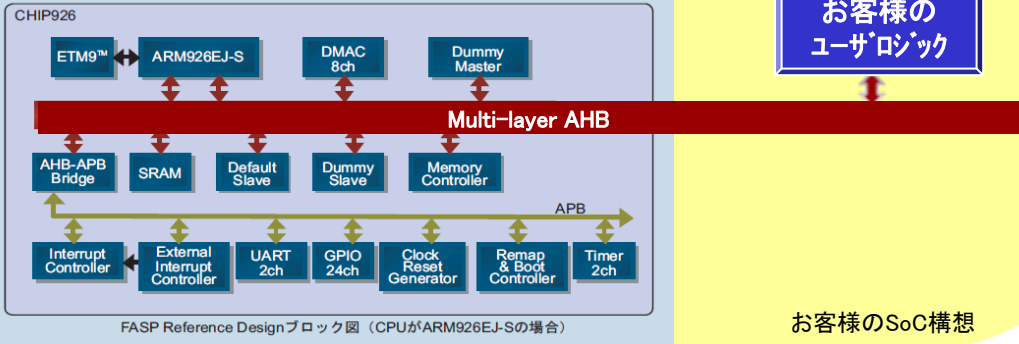 CHIP926
お客様の
ユーザロジック
ETM9™
ARM926EJ-S
DMAC
8ch
Dummy
Master
Multi-layer AHB
AHB-APB
Bridge
SRAM
Default
Slave
Dummy
Slave
Memory
Controller
APB
Interrupt
Controller
External
Interrupt
Controller
UART
2ch
GPIO
24ch
Clock
Reset
Generator
Remap
& Boot
Controller
Timer
2ch
FASP Reference Designブロック図（CPUがARM926EJ-Sの場合）
お客様のSoC構想